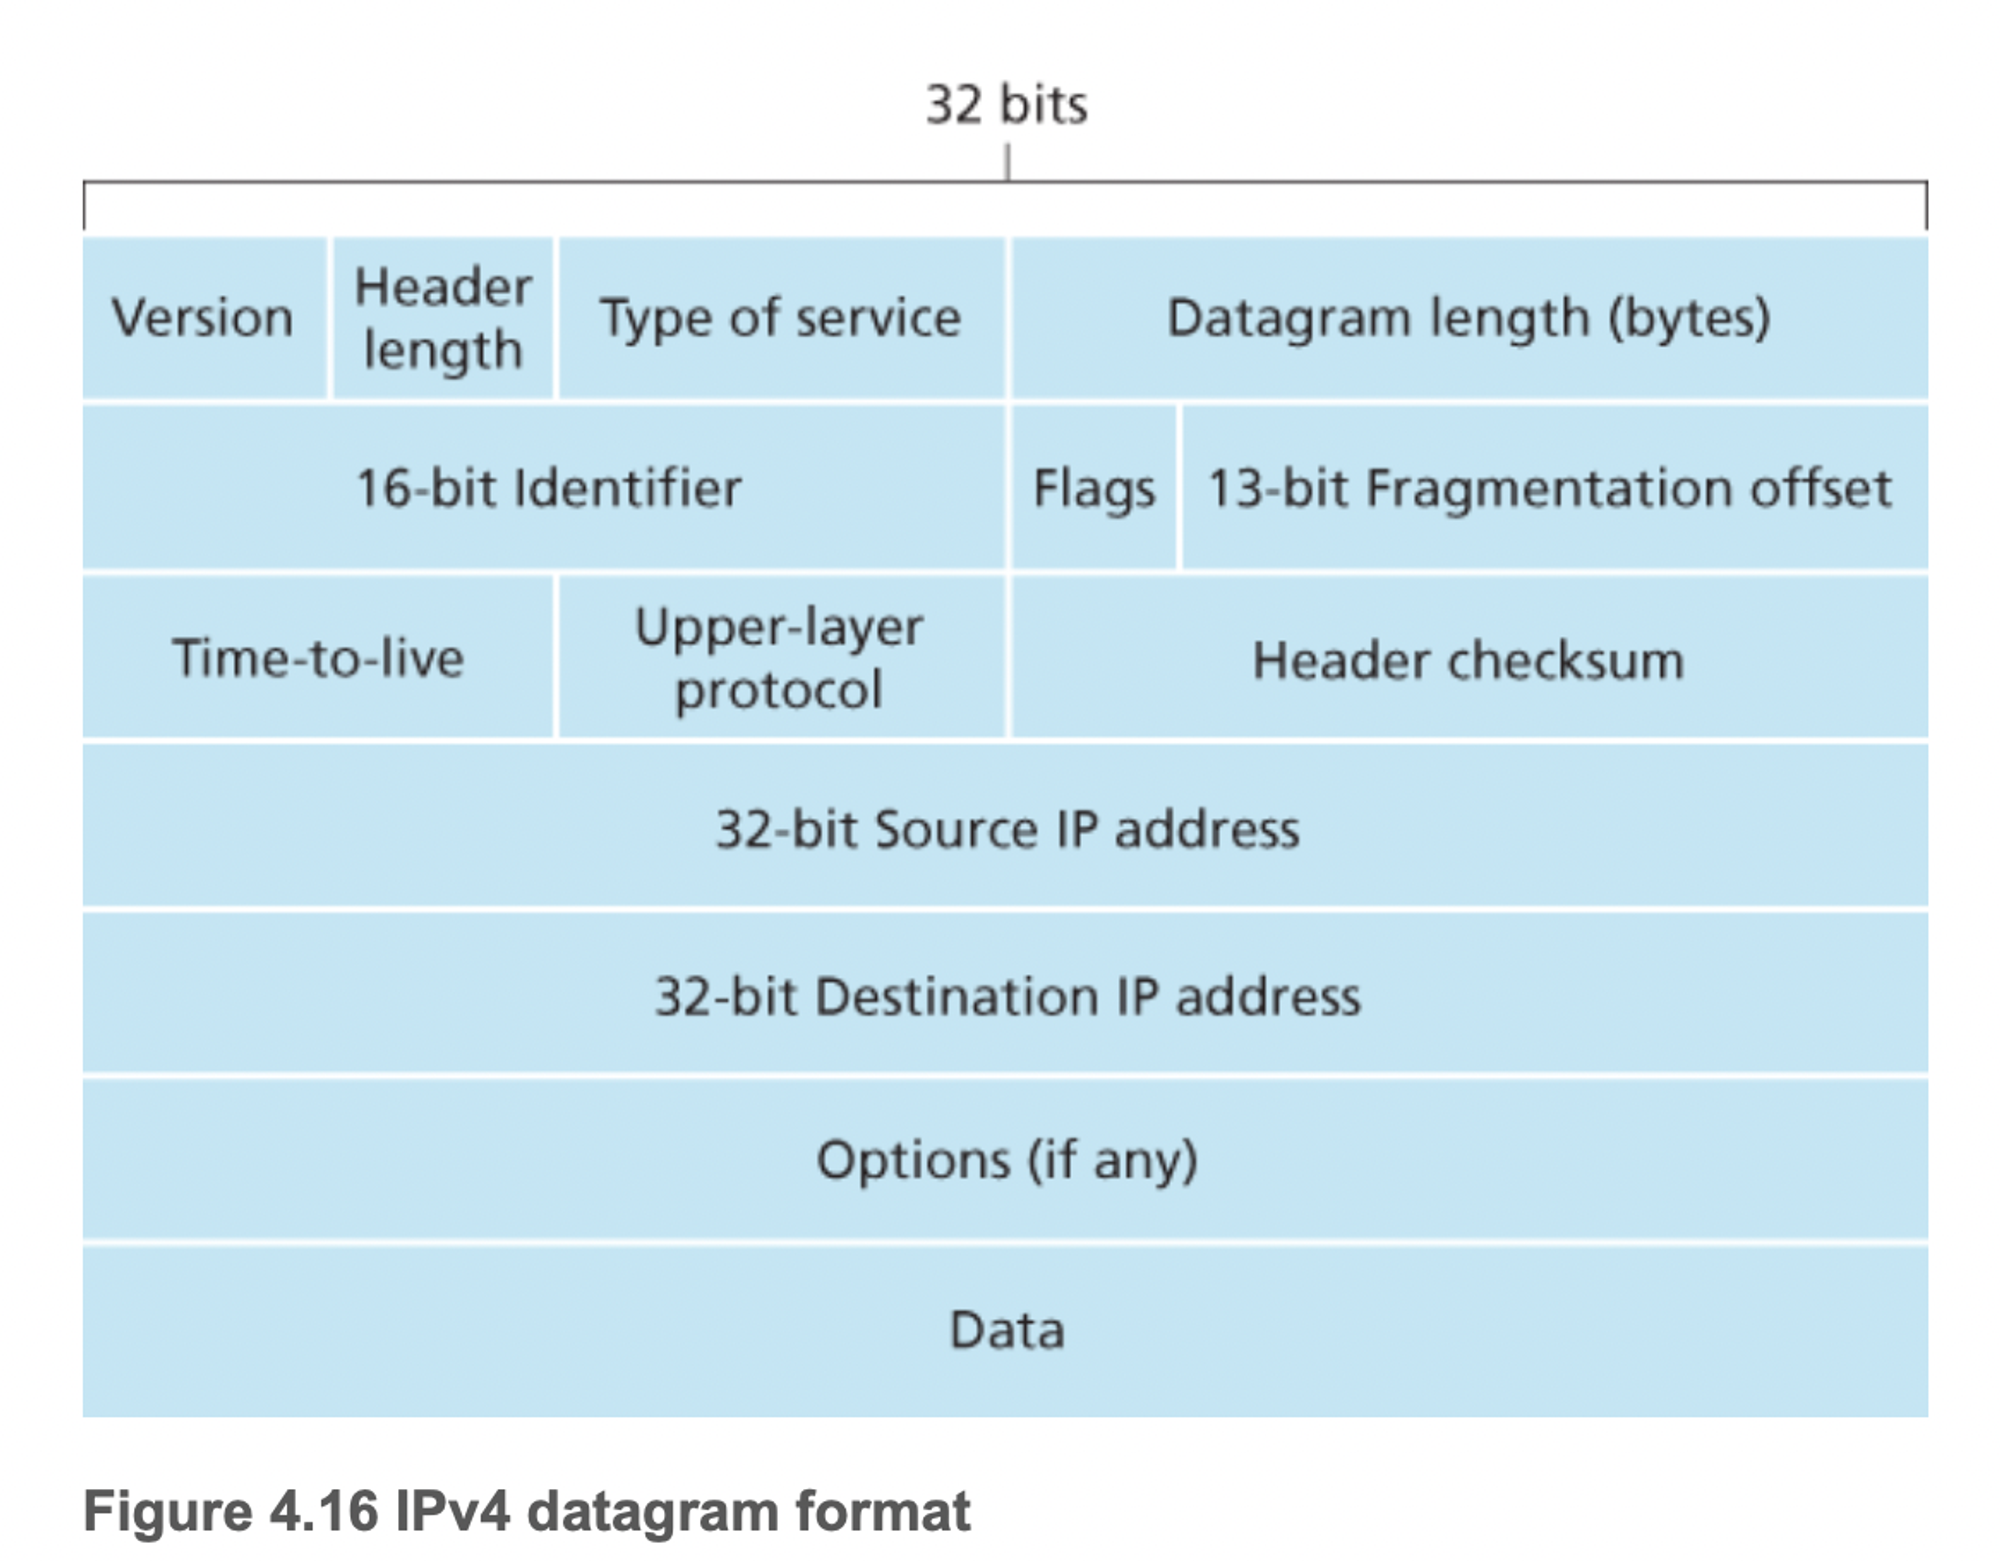 32 bits
Version
Header
length
Type of service
Datagram length (bytes)
16-bit Identifier
Flags
13-bit Fragmentation offset
Time-to-live
Upper-layer
protocol
Header checksum
32-bit Source IP address
32-bit Destination IP address
Options (if any)
Data
Figure 4.16 IPv4 datagram format